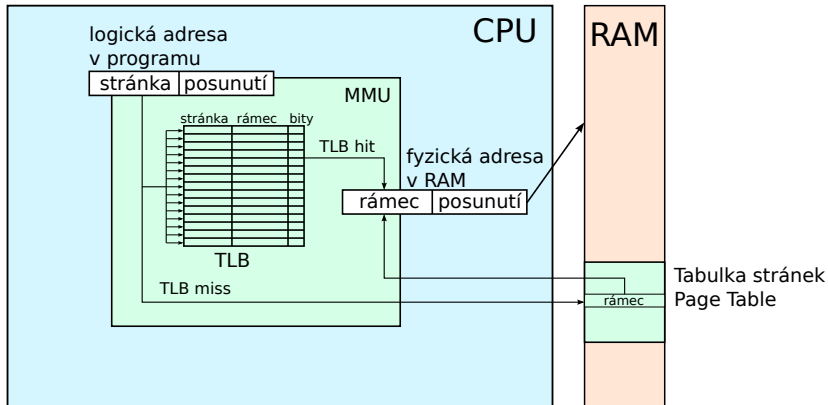 CPU
RAM
logická adresa
v programu
stránka posunutí
MMU
stránka rámec bity
TLB hit
fyzická adresa
v RAM
rámec posunutí
TLB
TLB miss
rámec
Tabulka stránek
Page Table